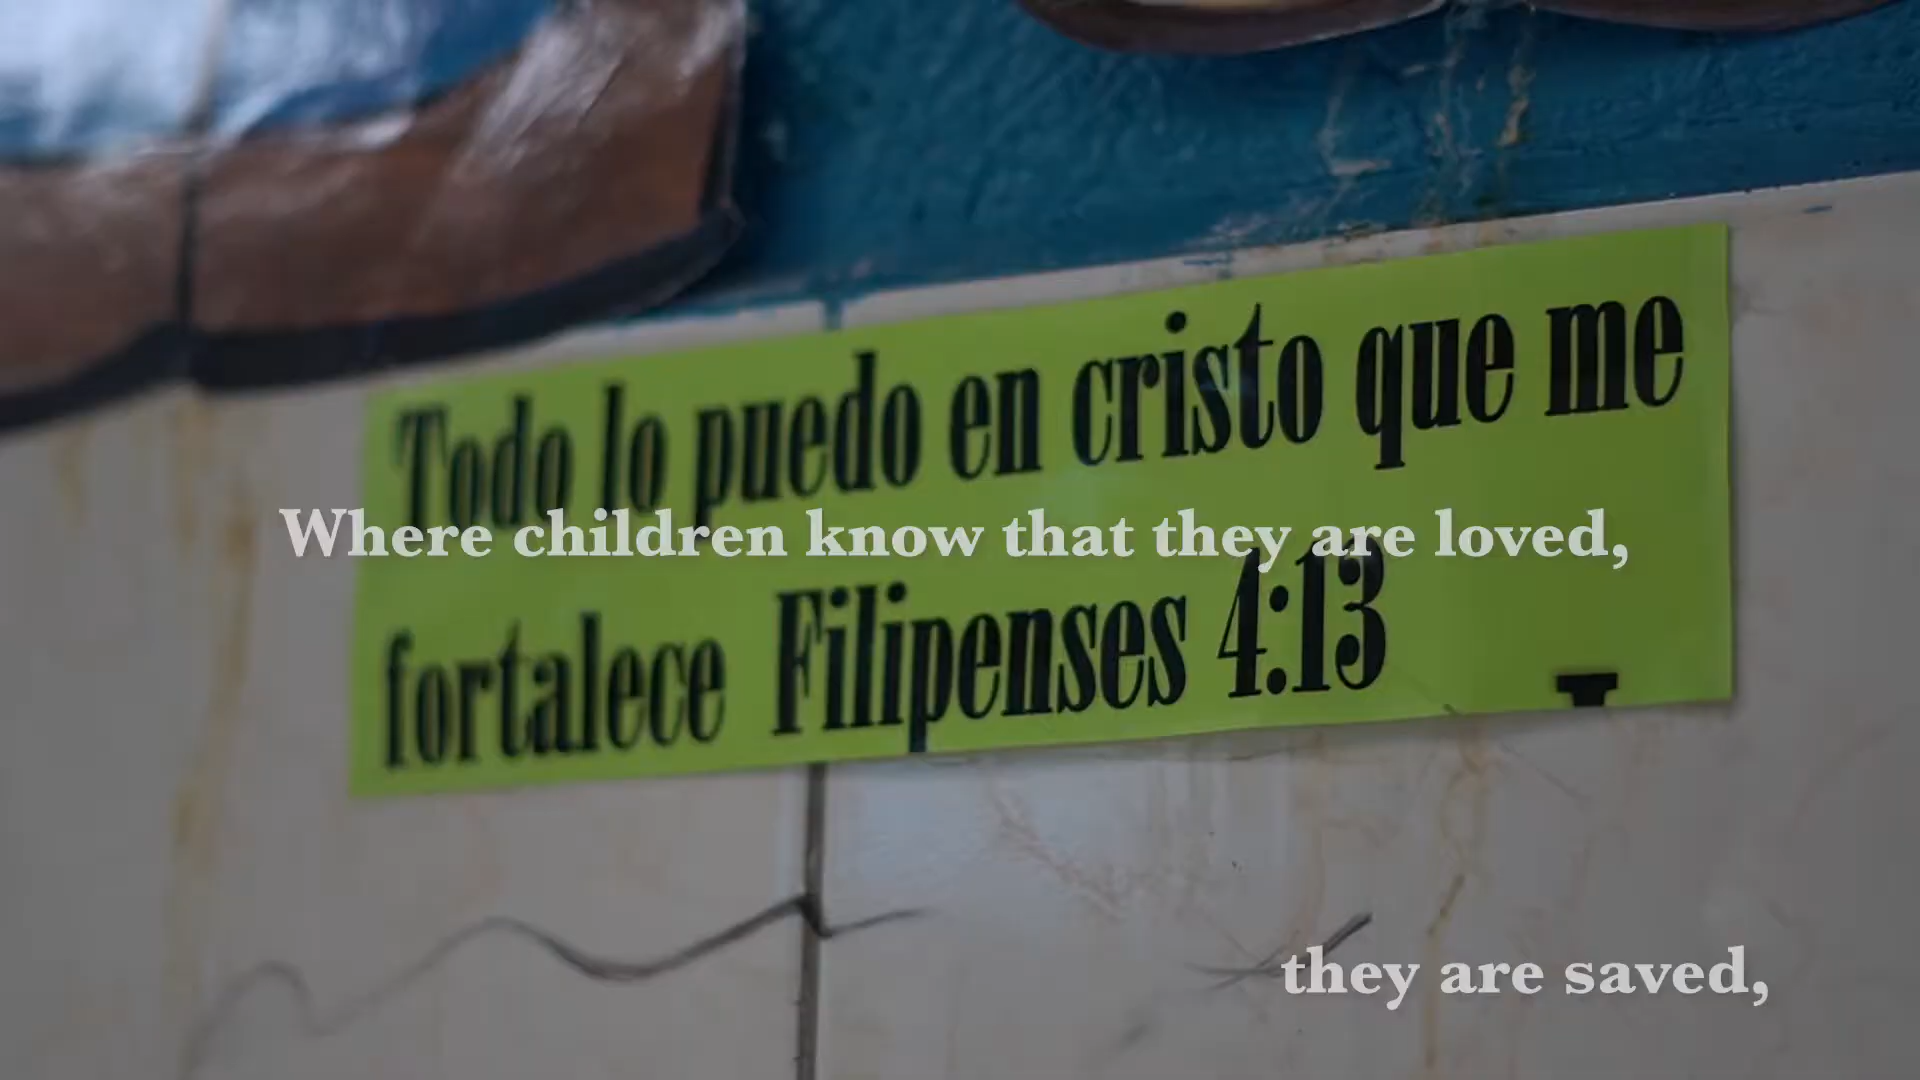 Todo lo puedo en cristo que me
Where children know that they are loved,
fortalece Filipenses 4:13
they are saved,